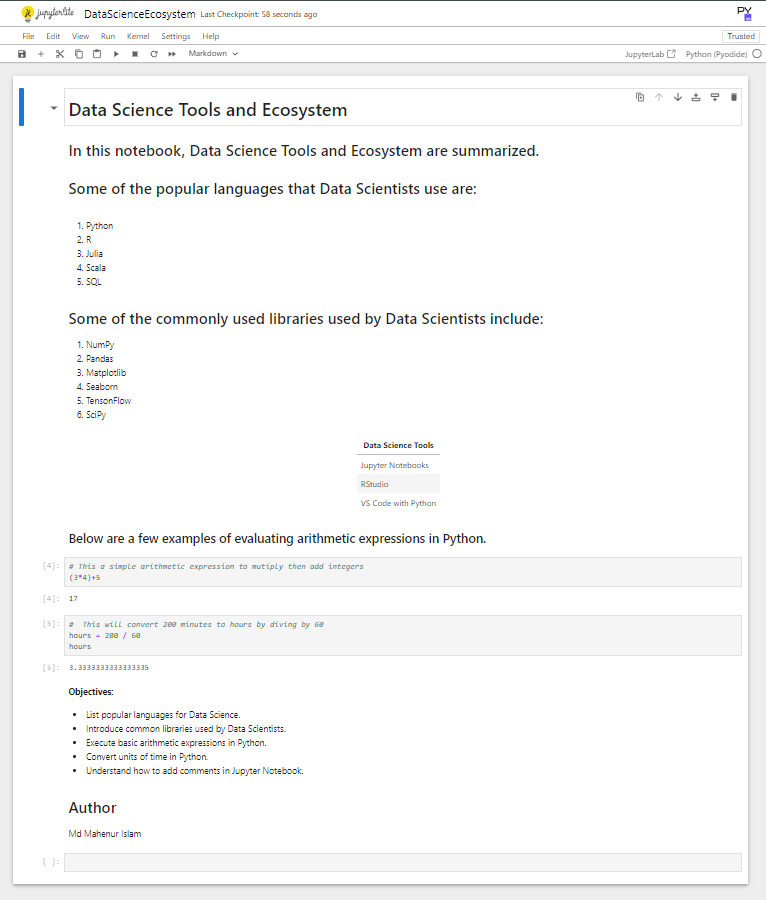 jupyterlite DataScienceEcosystem Last Checkpoint: 58 seconds ago PY
File Edit View Run Kernel Settings Help Trusted
Markdown JupyterLab Python (Pyodide)
Data Science Tools and Ecosystem
In this notebook, Data Science Tools and Ecosystem are summarized.
Some of the popular languages that Data Scientists use are:
1. Python
2. R
3. Julia
4. Scala
5. SQL
Some of the commonly used libraries used by Data Scientists include:
1. NumPy
2. Pandas
3. Matplotlib
4. Seaborn
5. TensonFlow
6. SciPy
Data Science Tools
Jupyter Notebooks
RStudio
VS Code with Python
Below are a few examples of evaluating arithmetic expressions in Python.
[4]: # This a simple arithmetic expression to mutiply then add integers
(3*4)+5
[4]: 17
[5]: # This will convert 200 minutes to hours by diving by 60
hours = 200 / 60
hours
[5]: 3.3333333333333335
Objectives:
• List popular languages for Data Science.
• Introduce common libraries used by Data Scientists.
• Execute basic arithmetic expressions in Python.
• Convert units of time in Python.
• Understand how to add comments in Jupyter Notebook.
Author
Md Mahenur Islam
[ ]: